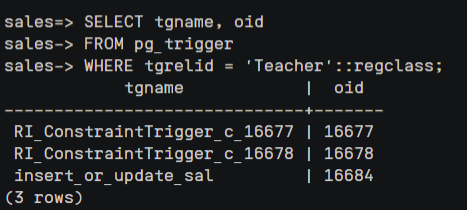 sales=> SELECT tgname, oid
sales-> FROM pg_trigger
sales-> WHERE tgrelid = 'Teacher'::regclass;
            tgname            |  oid
------------------------------+-------
 RI_ConstraintTrigger_c_16677 | 16677
 RI_ConstraintTrigger_c_16678 | 16678
 insert_or_update_sal         | 16684
(3 rows)